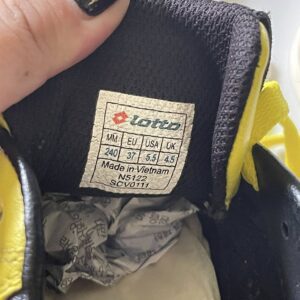 lotto
MM EU USA UK
240 37 5.5 4.5
Made in Vietnam
N5122
SCV0111